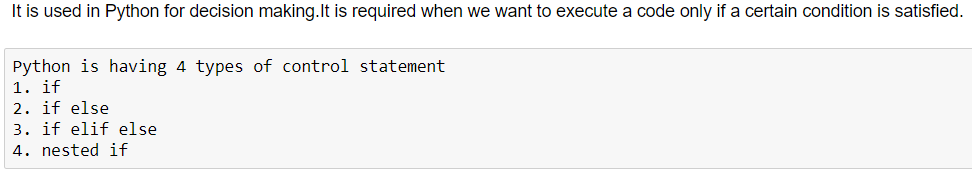 It is used in Python for decision making.It is required when we want to execute a code only if a certain condition is satisfied.
Python is having 4 types of control statement
1. if
2. if else
3. if elif else
4. nested if